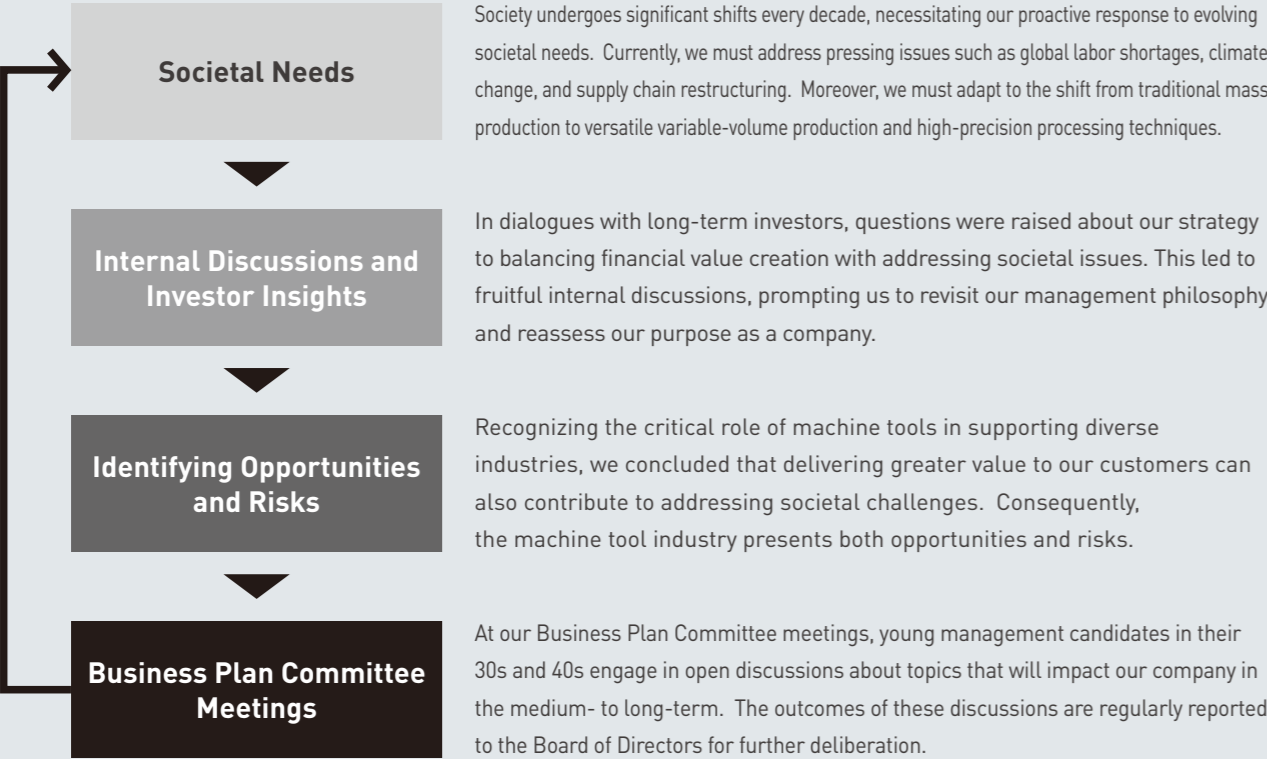 Societal Needs
Society undergoes significant shifts every decade, necessitating our proactive response to evolving
societal needs. Currently, we must address pressing issues such as global labor shortages, climate
change, and supply chain restructuring. Moreover, we must adapt to the shift from traditional mass
production to versatile variable-volume production and high-precision processing techniques.
Internal Discussions and
Investor Insights
In dialogues with long-term investors, questions were raised about our strategy
to balancing financial value creation with addressing societal issues. This led to
fruitful internal discussions, prompting us to revisit our management philosophy
and reassess our purpose as a company.
Identifying Opportunities
and Risks
Recognizing the critical role of machine tools in supporting diverse
industries, we concluded that delivering greater value to our customers can
also contribute to addressing societal challenges. Consequently,
the machine tool industry presents both opportunities and risks.
Business Plan Committee
Meetings
At our Business Plan Committee meetings, young management candidates in their
30s and 40s engage in open discussions about topics that will impact our company in
the medium- to long-term. The outcomes of these discussions are regularly reported
to the Board of Directors for further deliberation.